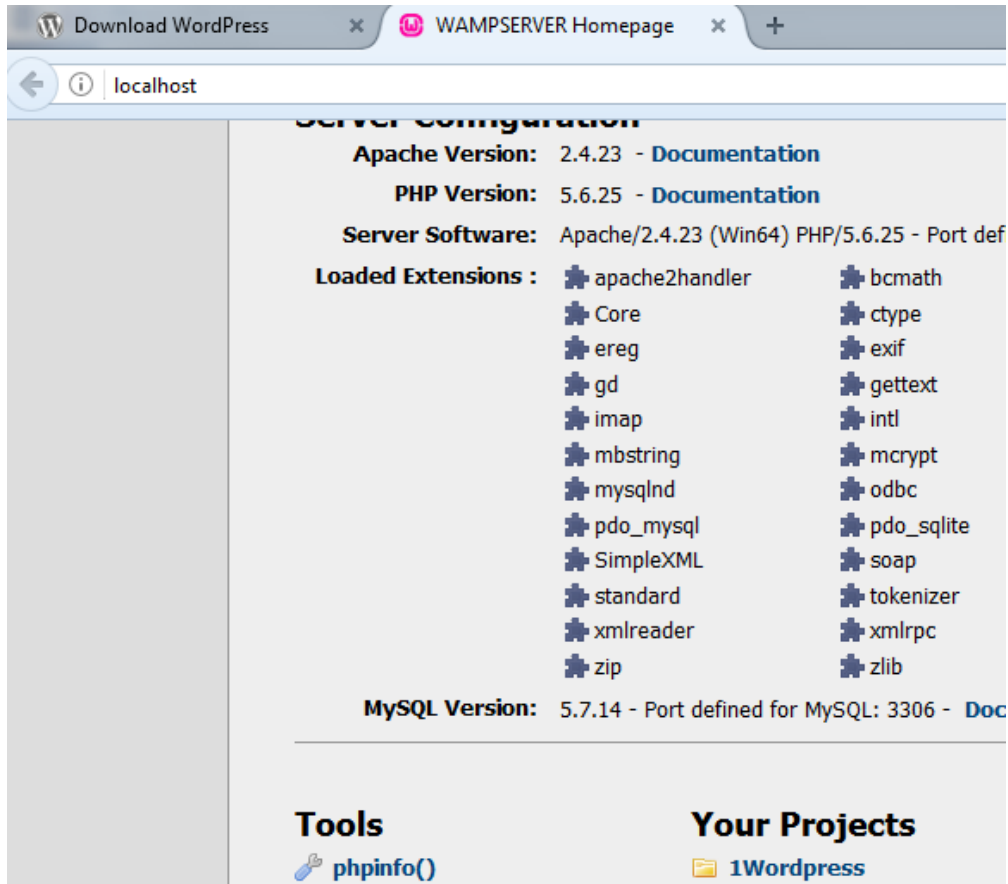 Download WordPress WAMPSERVER Homepage
localhost
Server Configuration
Apache Version: 2.4.23 - Documentation
PHP Version: 5.6.25 - Documentation
Server Software: Apache/2.4.23 (Win64) PHP/5.6.25 - Port def
Loaded Extensions : apache2handler bcmath
Core ctype
ereg exif
gd gettext
imap intl
mbstring mcrypt
mysqlnd odbc
pdo_mysql pdo_sqlite
SimpleXML soap
standard tokenizer
xmlreader xmlrpc
zip zlib
MySQL Version: 5.7.14 - Port defined for MySQL: 3306 - Doc
Tools Your Projects
phpinfo() 1Wordpress